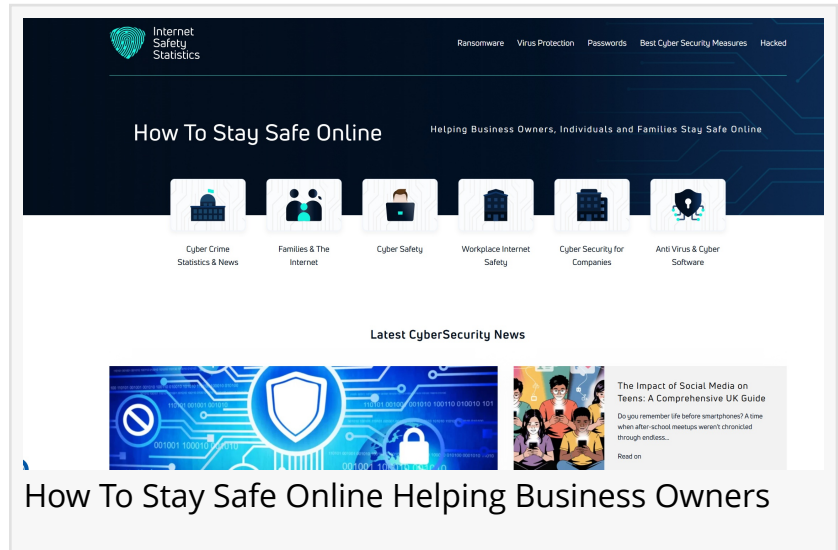 Internet
Safety
Statistics
Ransomware Virus Protection Passwords Best Cyber Security Measures Hacked
How To Stay Safe Online
Helping Business Owners, Individuals and Families Stay Safe Online
Cyber Crime
Statistics & News
Families & The
Internet
Cyber Safety
Workplace Internet
Safety
Cyber Security for
Companies
Anti Virus & Cyber
Software
Latest CyberSecurity News
The Impact of Social Media on
Teens: A Comprehensive UK Guide
Do you remember life before smartphones? A time
when after-school meetups weren't chronicled
through endless...
Read on
How To Stay Safe Online Helping Business Owners